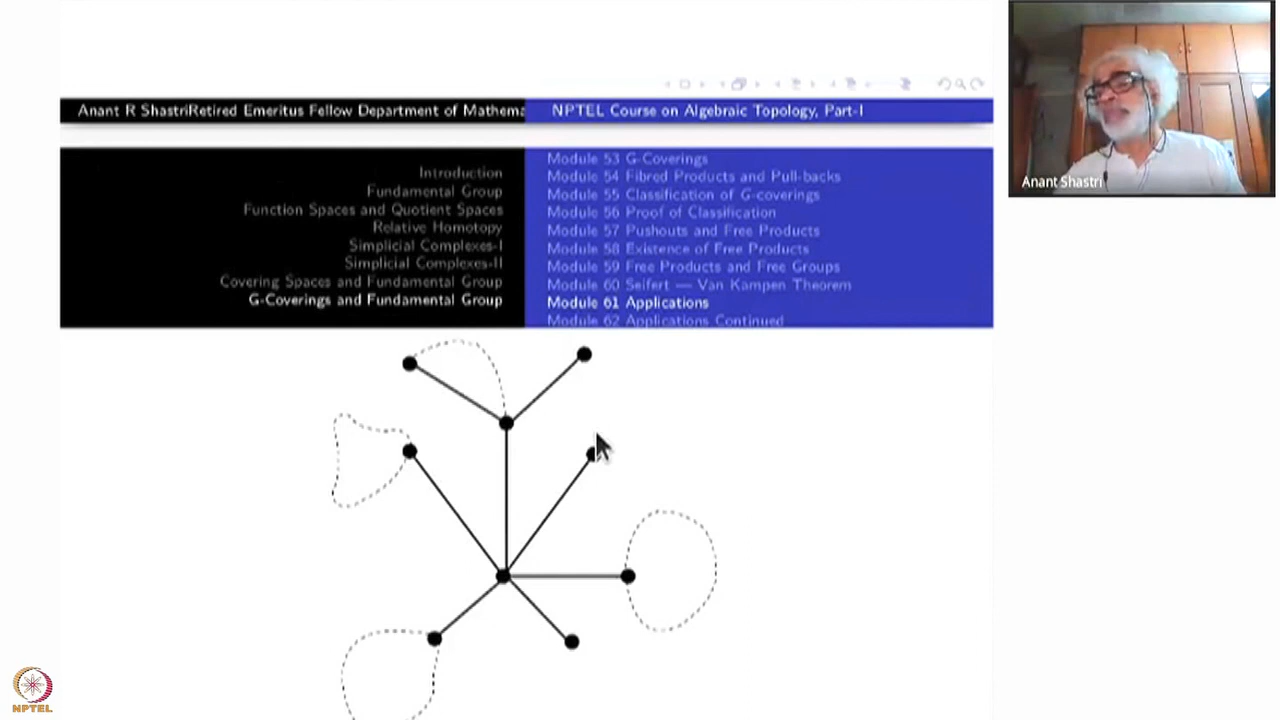 Anant R ShastriRetired Emeritus Fellow Department of Mathema
NPTEL Course on Algebraic Topology, Part-I
Introduction
Fundamental Group
Function Spaces and Quotient Spaces
Relative Homotopy
Simplicial Complexes-I
Simplicial Complexes-II
Covering Spaces and Fundamental Group
G-Coverings and Fundamental Group
Module 53 G-Coverings
Module 54 Fibred Products and Pull-backs
Module 55 Classification of G-coverings
Module 56 Proof of Classification
Module 57 Pushouts and Free Products
Module 58 Existence of Free Products
Module 59 Free Products and Free Groups
Module 60 Seifert — Van Kampen Theorem
Module 61 Applications
Module 62 Applications Continued
Anant Shastri
NPTEL